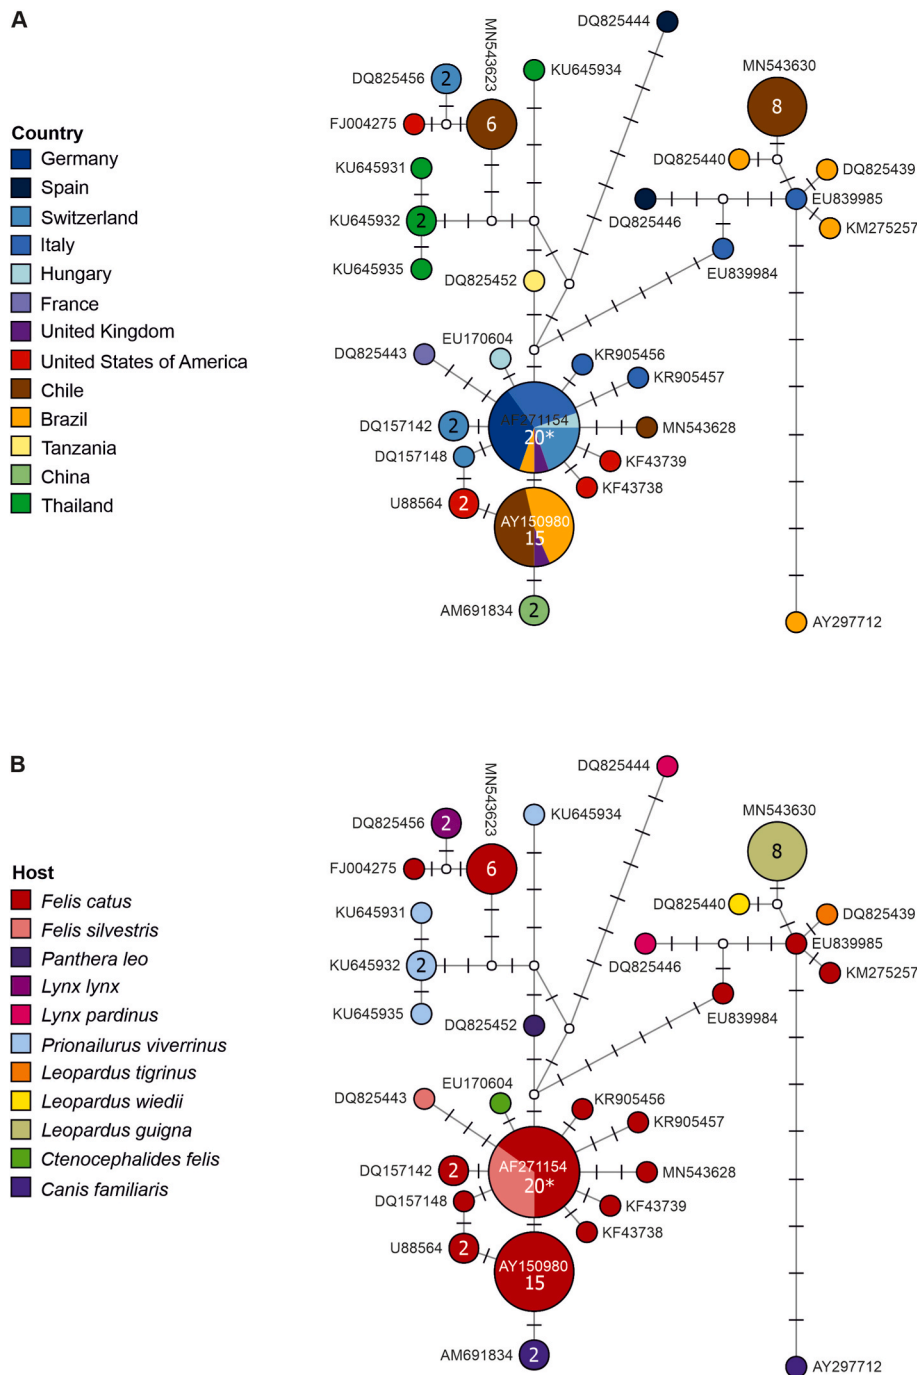 A
Country
Germany
Spain
Switzerland
Italy
Hungary
France
United Kingdom
United States of America
Chile
Brazil
Tanzania
China
Thailand
DQ825444
MN543623
KU645934
MN543630
DQ825456
2
8
FJ004275
6
DQ825440
DQ825439
KU645931
EU839985
KU645932
2
DQ825446
KM275257
KU645935
EU839984
DQ825452
EU170604
DQ825443
KR905456
KR905457
AF271154
20*
DQ157142
2
MN543628
DQ157148
KF43739
U88564
2
KF43738
AY150980
15
AM691834
2
AY297712
B
Host
Felis catus
Felis silvestris
Panthera leo
Lynx lynx
Lynx pardinus
Prionailurus viverrinus
Leopardus tigrinus
Leopardus wiedii
Leopardus guigna
Ctenocephalides felis
Canis familiaris
DQ825444
MN543623
KU645934
MN543630
DQ825456
2
8
FJ004275
6
DQ825440
DQ825439
KU645931
EU839985
KU645932
2
DQ825446
KM275257
KU645935
EU839984
DQ825452
EU170604
DQ825443
KR905456
KR905457
AF271154
20*
DQ157142
2
MN543628
DQ157148
KF43739
U88564
2
KF43738
AY150980
15
AM691834
2
AY297712